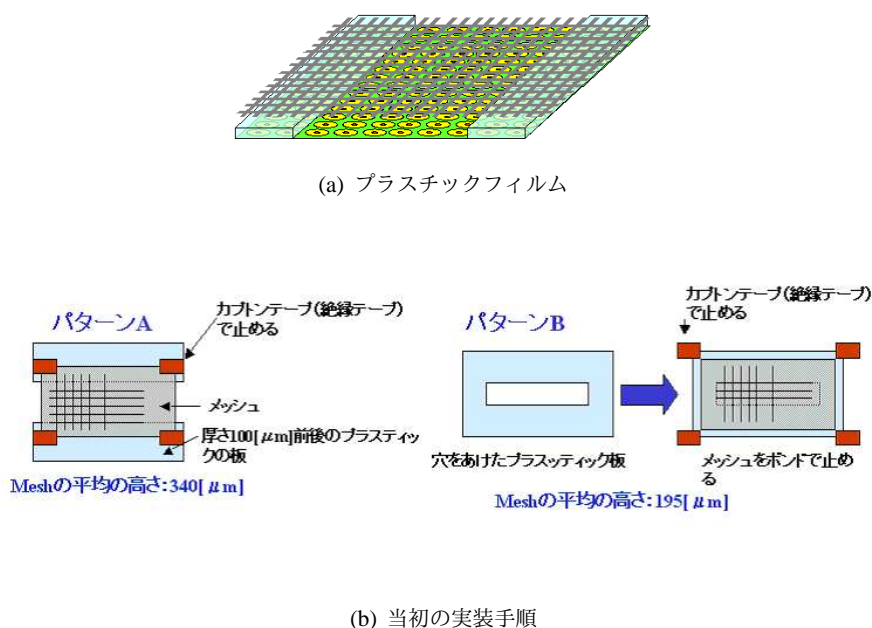 (a) プラスチックフィルム
パターンA
カプトンテープ(絶縁テープ)
で止める
メッシュ
厚さ100[μm]前後のプラスティッ
クの板
Meshの平均の高さ:340[μm]
パターンB
カプトンテープ(絶縁テープ)
で止める
穴をあけたプラスッティック板
メッシュをボンドで止め
る
Meshの平均の高さ:195[μm]
(b) 当初の実装手順